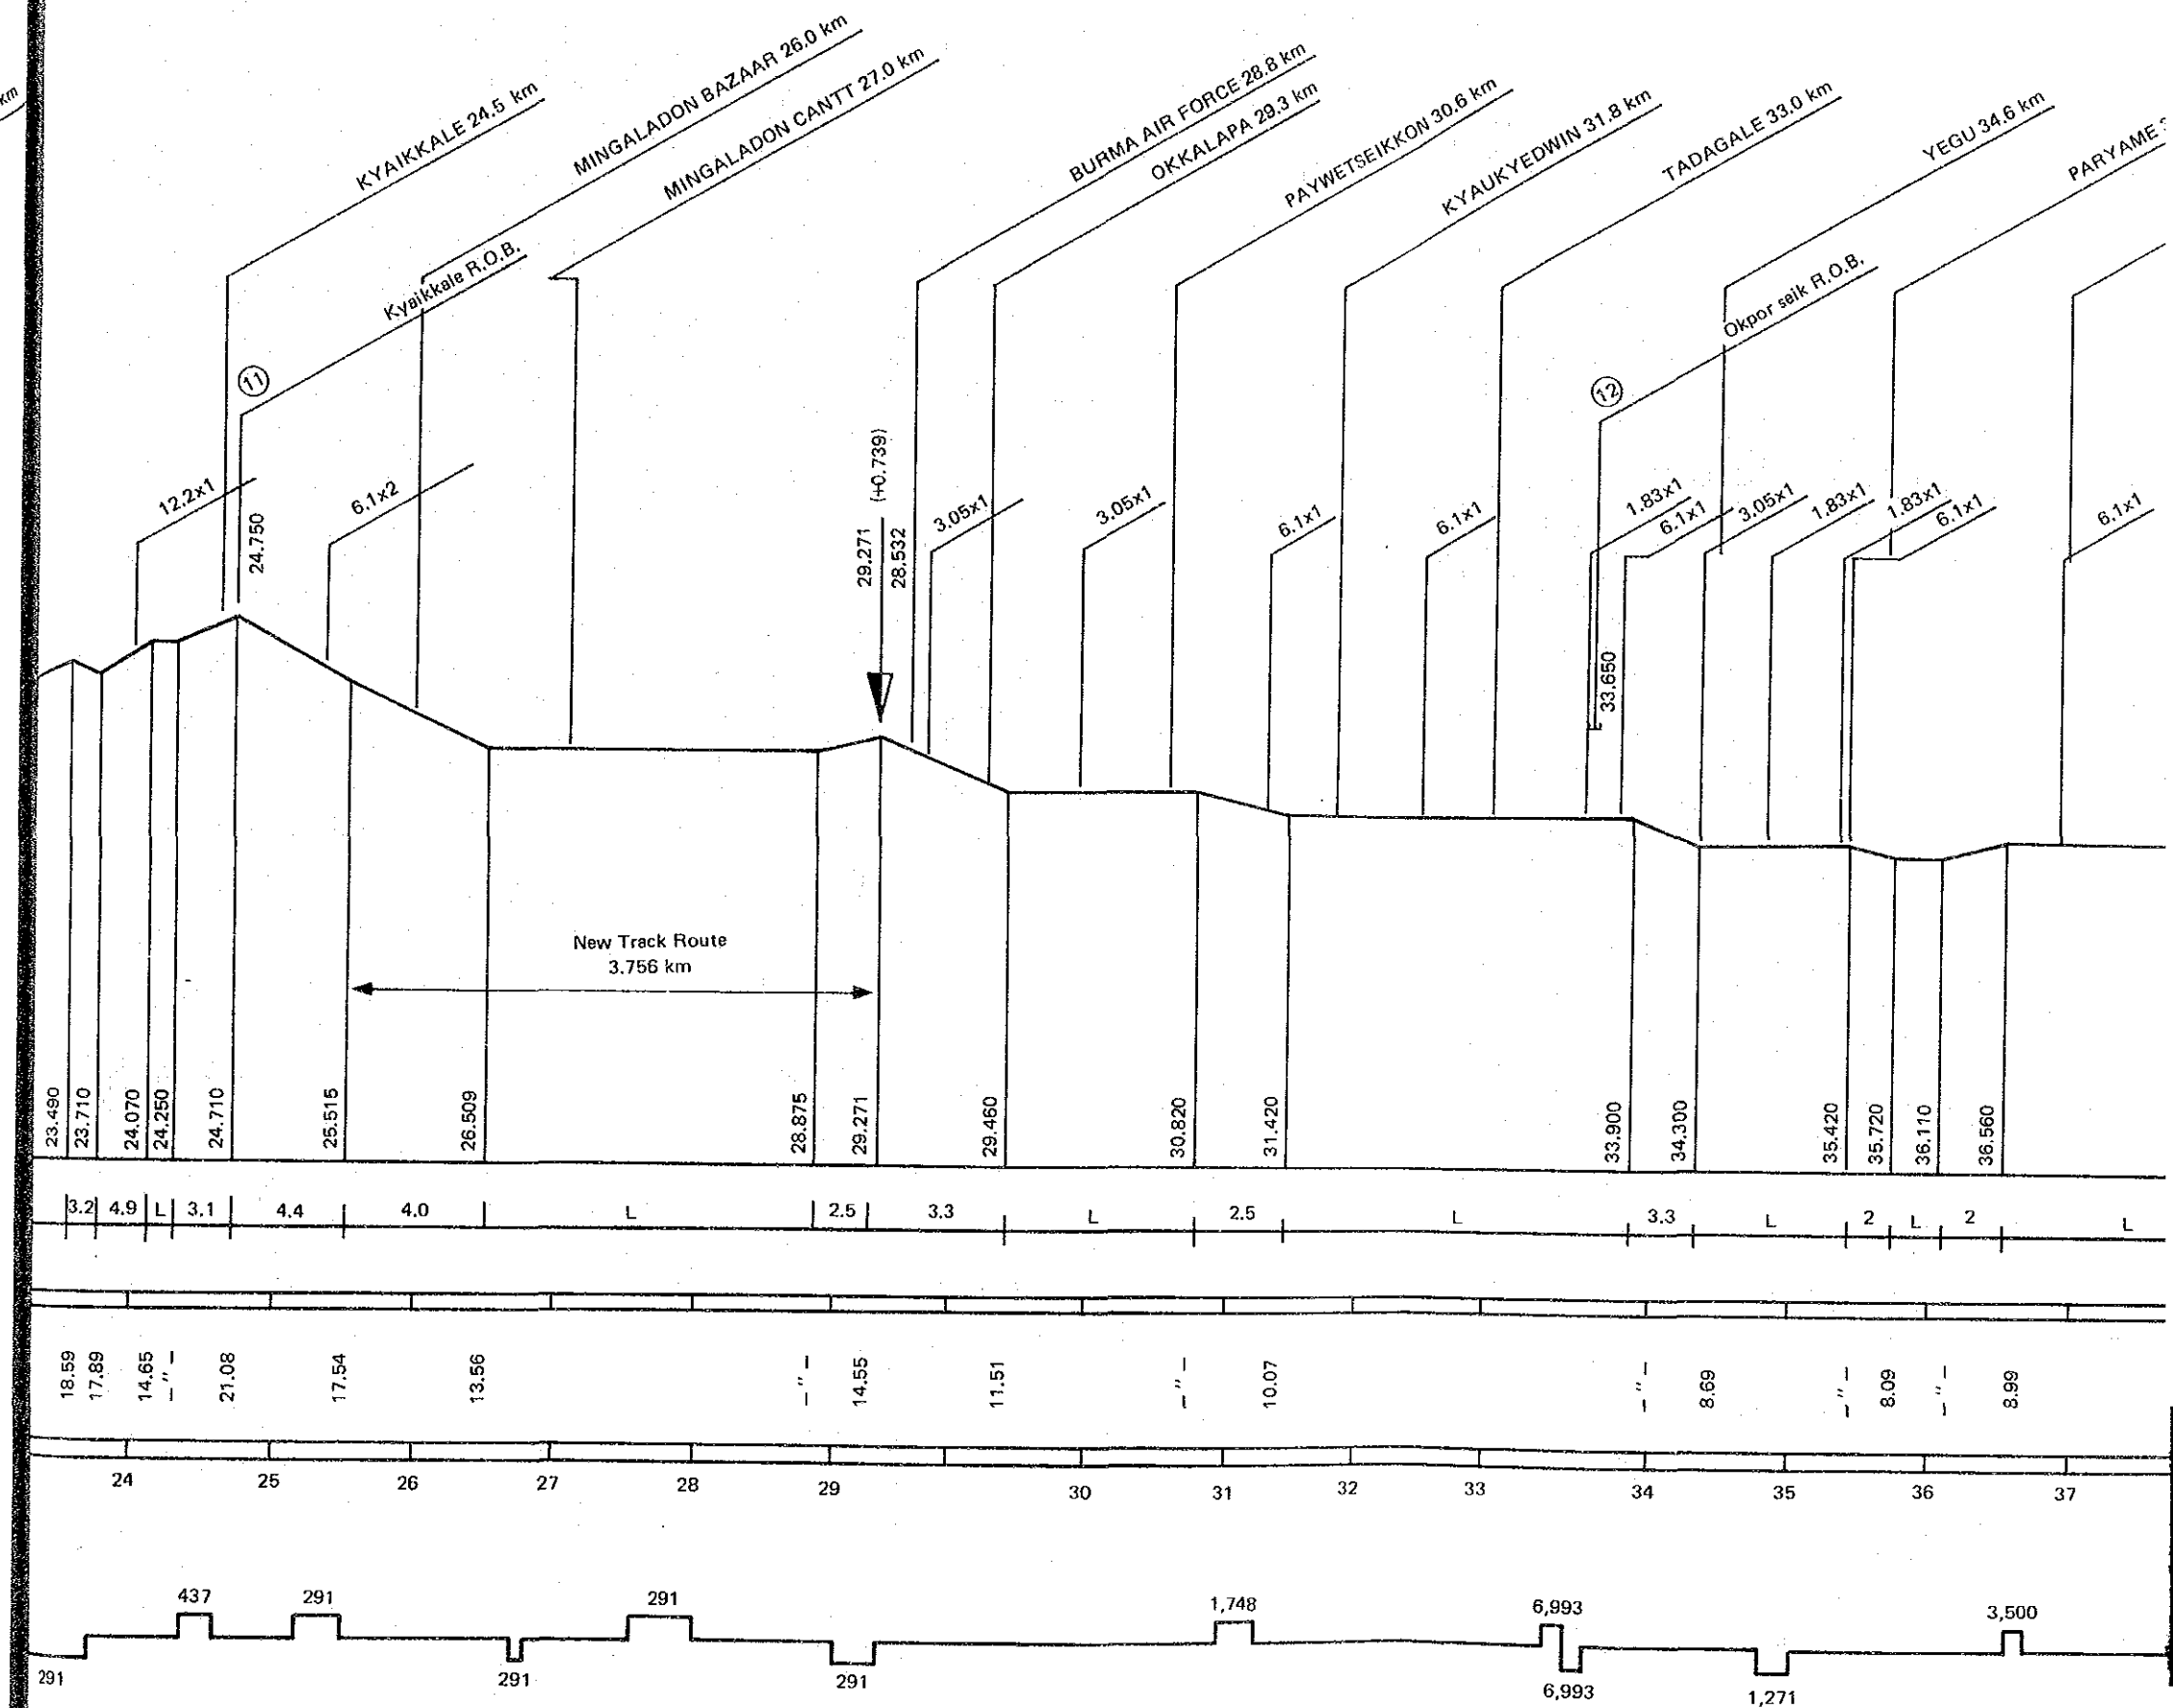 km
KYAIKKALE 24.5 km
MINGALADON BAZAAR 26.0 km
MINGALADON CANTT 27.0 km
BURMA AIR FORCE 28.8 km
OKKALAPA 29.3 km
PAYWETSEIKKON 30.6 km
KYAUKYEDWIN 31.8 km
TADAGALE 33.0 km
YEGU 34.6 km
PARYAME
Kyaikkale R.O.B.
Okpor seik R.O.B.
11
12
12.2x1
24.750
6.1x2
29.271 (+0.739)
28.532
3.05x1
3.05x1
6.1x1
6.1x1
1.83x1
6.1x1
3.05x1
1.83x1
1.83x1
6.1x1
6.1x1
33.650
New Track Route
3.756 km
23.490 23.710 24.070 24.250 24.710 25.515 26.509 28.875 29.271 29.460 30.820 31.420 33.900 34.300 35.420 35.720 36.110 36.560
3.2 4.9 L 3.1 4.4 4.0 L 2.5 3.3 L 2.5 L 3.3 L 2 L 2 L
18.59 17.89 14.65 –"– 21.08 17.54 13.56 –"– 14.55 11.51 –"– 10.07 –"– 8.69 –"– 8.09 –"– 8.99
24 25 26 27 28 29 30 31 32 33 34 35 36 37
437 291 291 1,748 6,993 3,500
291 291 291 6,993 1,271